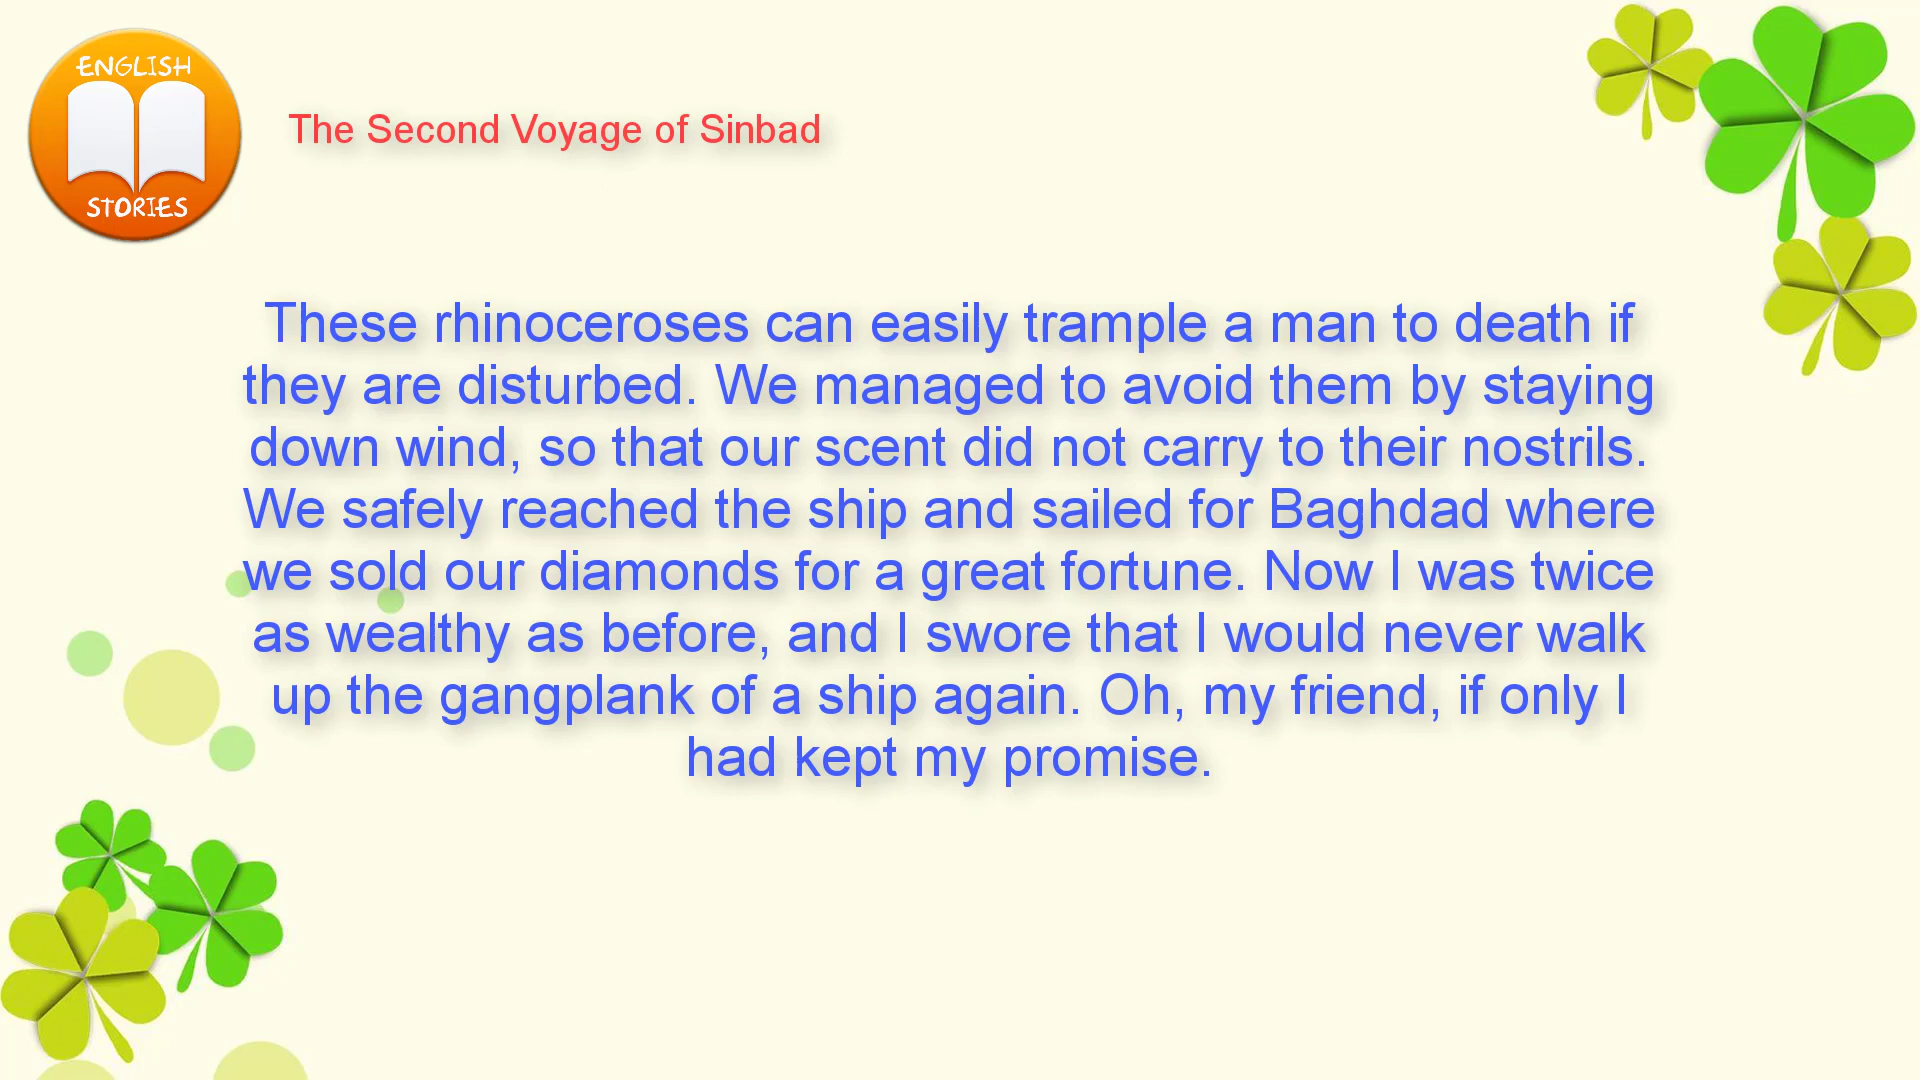 ENGLISH
STORIES
The Second Voyage of Sinbad
These rhinoceroses can easily trample a man to death if
they are disturbed. We managed to avoid them by staying
down wind, so that our scent did not carry to their nostrils.
We safely reached the ship and sailed for Baghdad where
we sold our diamonds for a great fortune. Now I was twice
as wealthy as before, and I swore that I would never walk
up the gangplank of a ship again. Oh, my friend, if only I
had kept my promise.